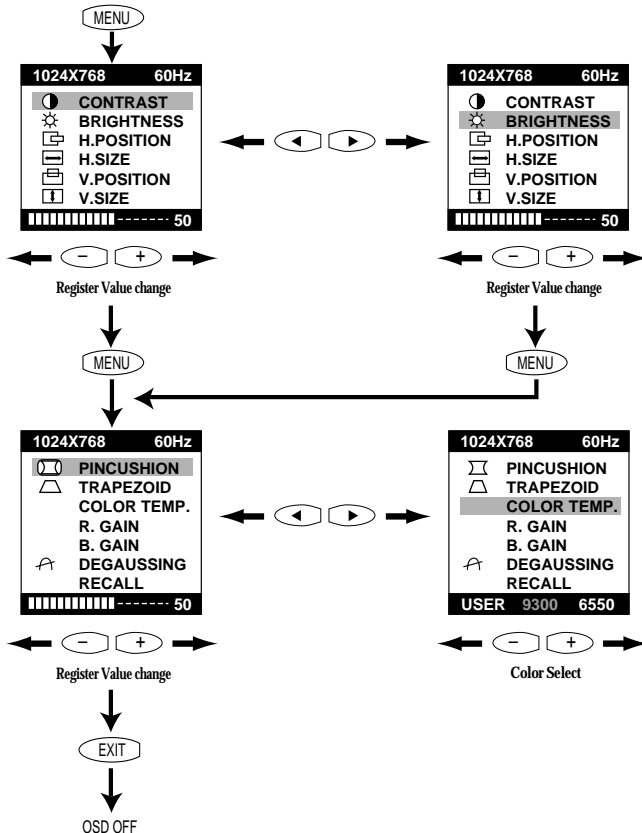 MENU
1024X768 60Hz
CONTRAST
BRIGHTNESS
H.POSITION
H.SIZE
V.POSITION
V.SIZE
50
- +
Register Value change
1024X768 60Hz
CONTRAST
BRIGHTNESS
H.POSITION
H.SIZE
V.POSITION
V.SIZE
50
- +
Register Value change
MENU
MENU
1024X768 60Hz
PINCUSHION
TRAPEZOID
COLOR TEMP.
R. GAIN
B. GAIN
DEGAUSSING
RECALL
50
- +
Register Value change
1024X768 60Hz
PINCUSHION
TRAPEZOID
COLOR TEMP.
R. GAIN
B. GAIN
DEGAUSSING
RECALL
USER 9300 6550
- +
Color Select
EXIT
OSD OFF